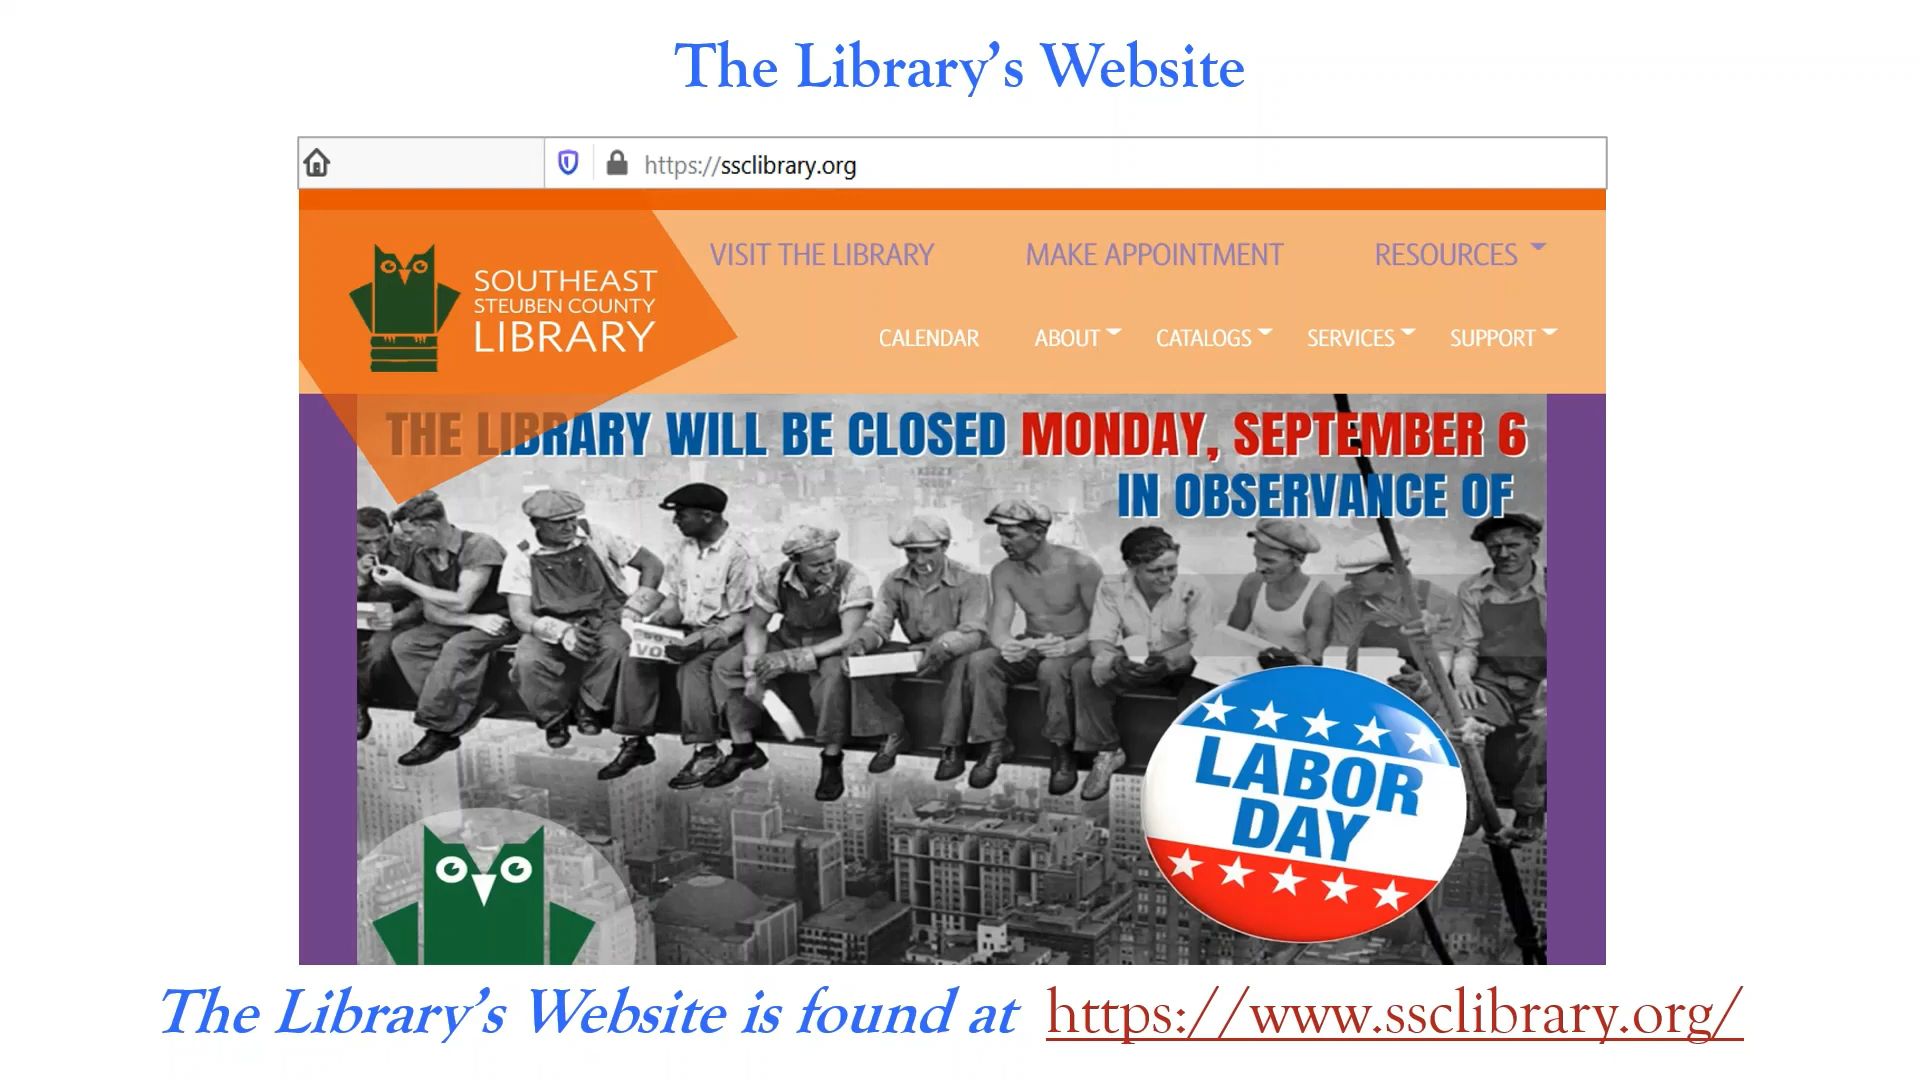 The Library's Website
https://ssclibrary.org
SOUTHEAST
STEUBEN COUNTY
LIBRARY
VISIT THE LIBRARY MAKE APPOINTMENT RESOURCES
CALENDAR ABOUT CATALOGS SERVICES SUPPORT
THE LIBRARY WILL BE CLOSED MONDAY, SEPTEMBER 6
IN OBSERVANCE OF
LABOR
DAY
The Library's Website is found at https://www.ssclibrary.org/